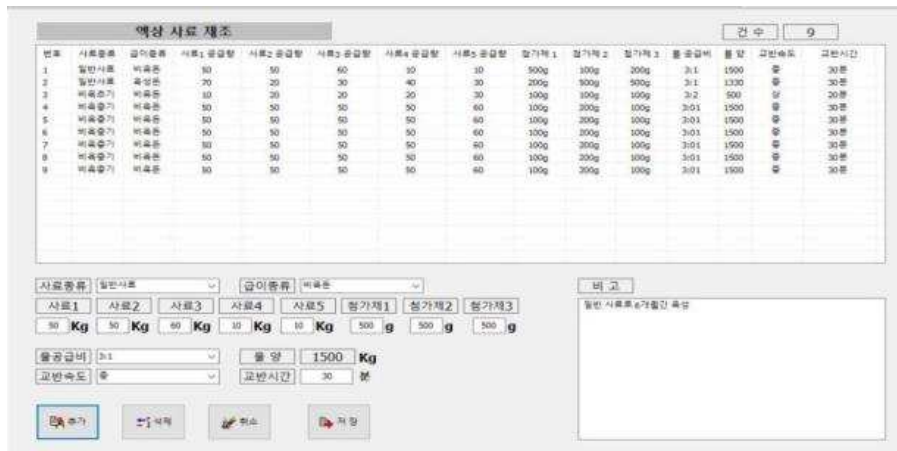 액상 사료 재조
건 수 9
번호 사료종류 급이종류 사료1 공급량 사료2 공급량 사료3 공급량 사료4 공급량 사료5 공급량 첨가제 1 첨가제 2 첨가제 3 물 공급비 물 양 교반속도 교반시간
1 일반사료 비육돈 50 50 60 10 10 500g 100g 200g 3:1 1500 중 30분
2 일반사료 육성돈 70 20 30 40 30 200g 500g 500g 3:1 1330 중 30분
3 비육초기 비육돈 10 20 20 20 30 100g 100g 100g 3:2 500 상 20분
4 비육중기 비육돈 50 50 50 50 60 100g 200g 100g 3:01 1500 중 30분
5 비육중기 비육돈 50 50 50 50 60 100g 200g 100g 3:01 1500 중 30분
6 비육중기 비육돈 50 50 50 50 60 100g 200g 100g 3:01 1500 중 30분
7 비육중기 비육돈 50 50 50 50 60 100g 200g 100g 3:01 1500 중 30분
8 비육중기 비육돈 50 50 50 50 60 100g 200g 100g 3:01 1500 중 30분
9 비육중기 비육돈 50 50 50 50 60 100g 200g 100g 3:01 1500 중 30분
사료종류 일반사료 급이종류 비육돈 비 고
사료1 사료2 사료3 사료4 사료5 첨가제1 첨가제2 첨가제3
일반 사료로 6개월간 육성
50 Kg 50 Kg 60 Kg 10 Kg 10 Kg 500 g 500 g 500 g
물공급비 3:1 물 양 1500 Kg
교반속도 중 교반시간 30 분
추가 삭제 취소 저장